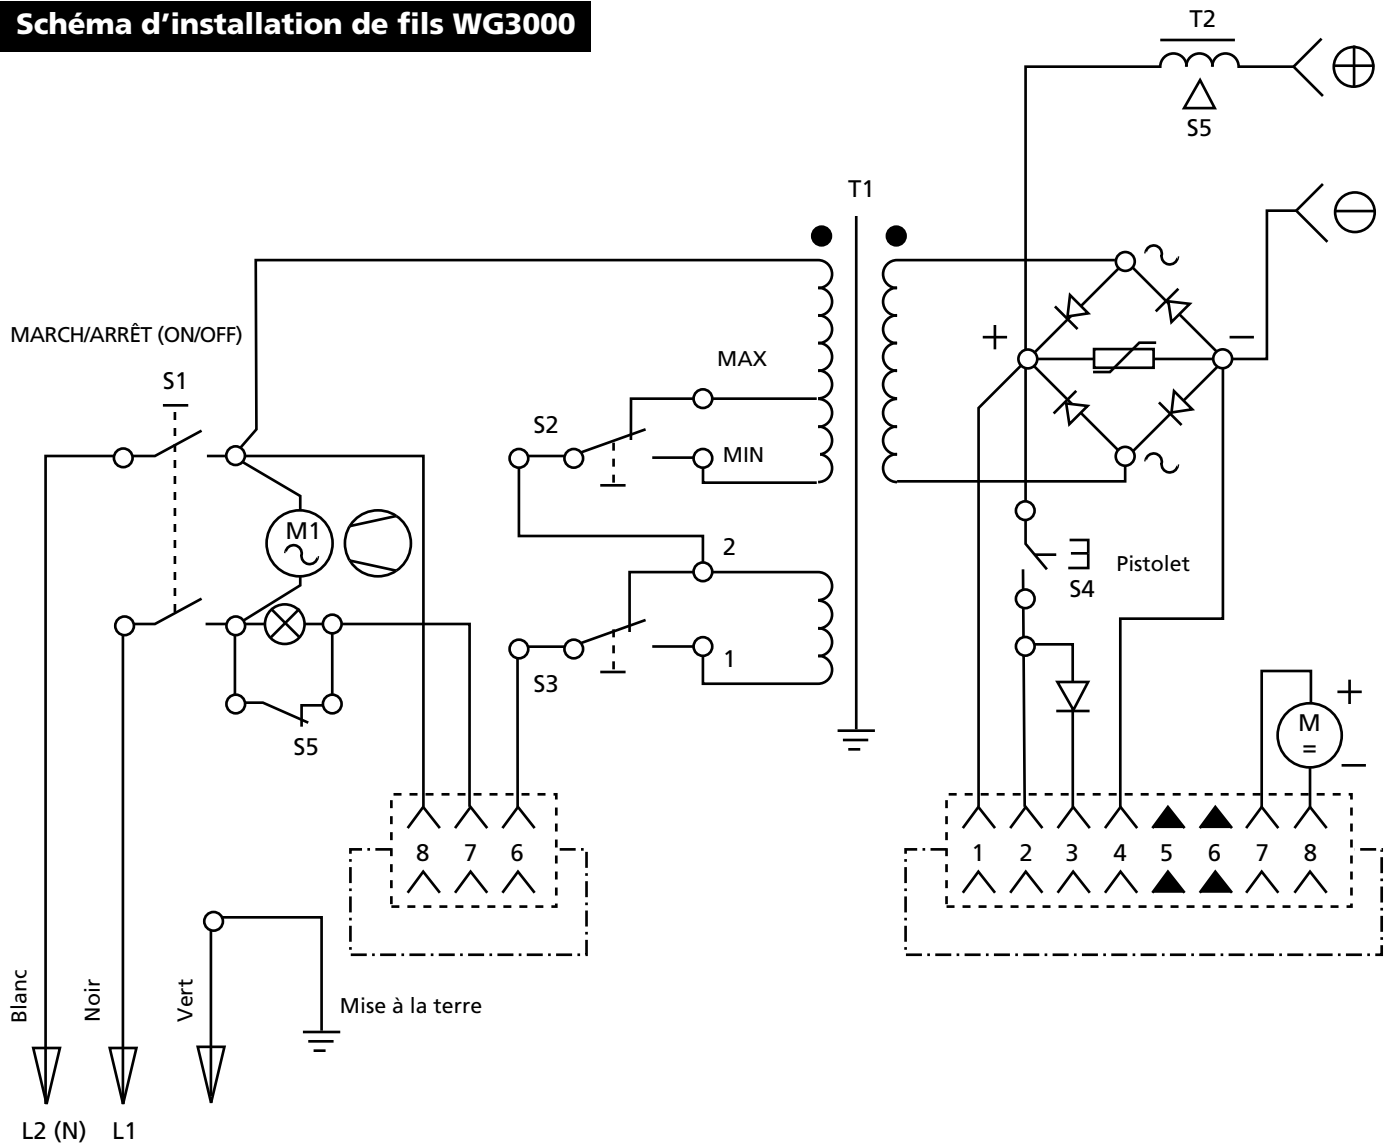 Schéma d’installation de fils WG3000
T2
S5
T1
MARCH/ARRÊT (ON/OFF)
S1
+
−
MAX
S2
MIN
M1
2
S4
Pistolet
S3
1
S5
+
M
=
−
8 7 6
1 2 3 4 5 6 7 8
Blanc
Noir
Vert
Mise à la terre
L2 (N) L1